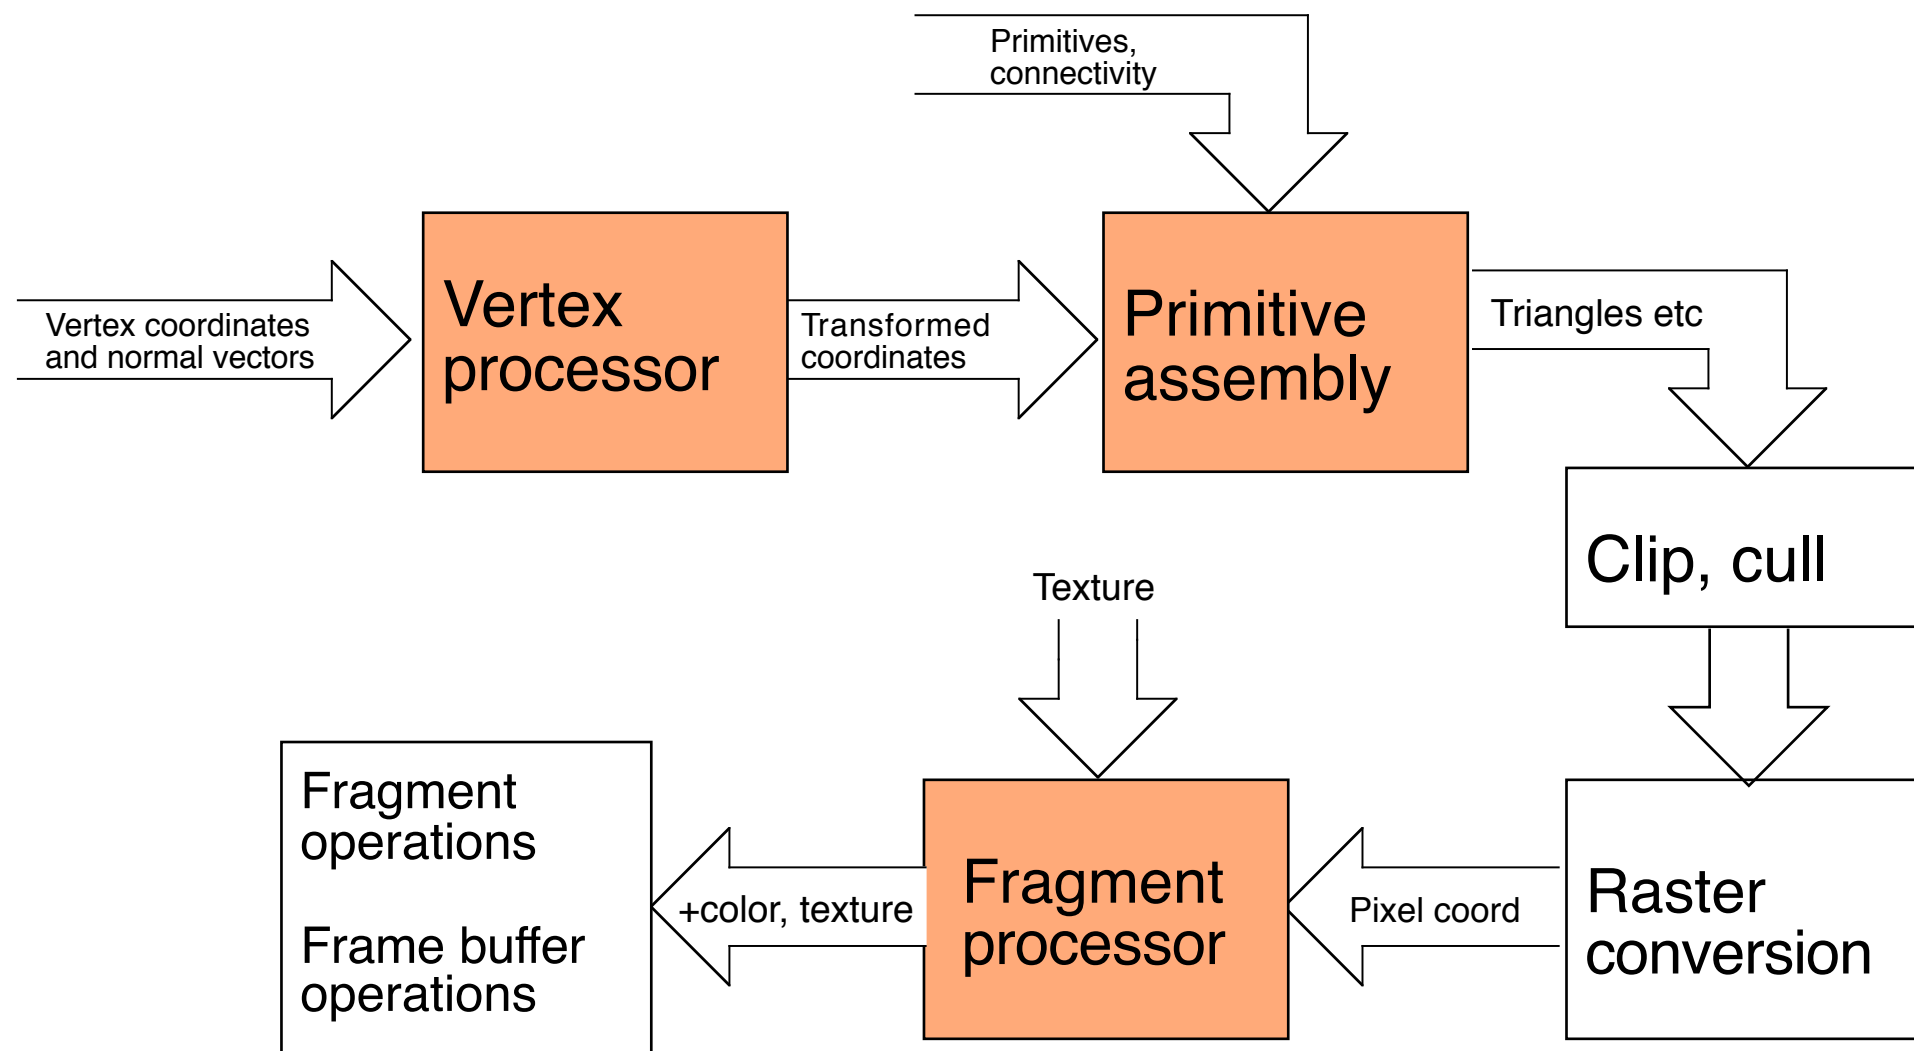 Primitives,
connectivity
Vertex coordinates
and normal vectors
Vertex
processor
Transformed
coordinates
Primitive
assembly
Triangles etc
Clip, cull
Raster
conversion
Pixel coord
Texture
Fragment
processor
+color, texture
Fragment
operations
Frame buffer
operations